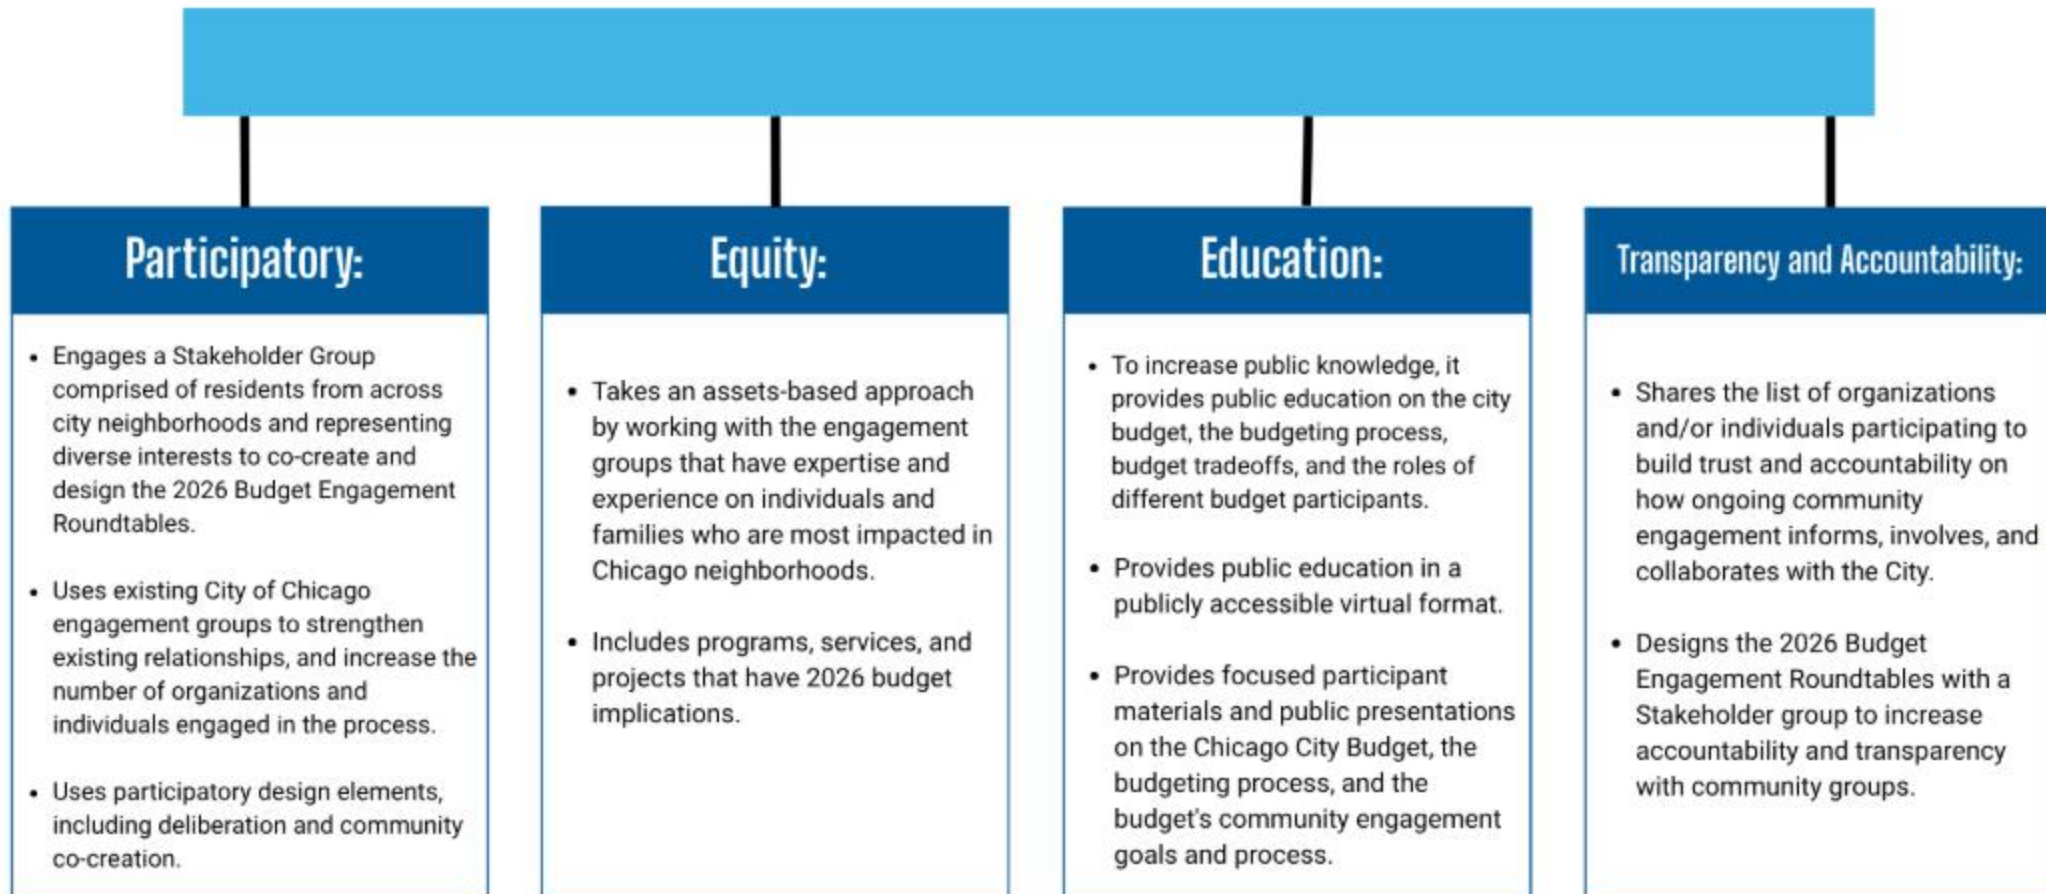 Participatory:
• Engages a Stakeholder Group
comprised of residents from across
city neighborhoods and representing
diverse interests to co-create and
design the 2026 Budget Engagement
Roundtables.
• Uses existing City of Chicago
engagement groups to strengthen
existing relationships, and increase the
number of organizations and
individuals engaged in the process.
• Uses participatory design elements,
including deliberation and community
co-creation.
Equity:
• Takes an assets-based approach
by working with the engagement
groups that have expertise and
experience on individuals and
families who are most impacted in
Chicago neighborhoods.
• Includes programs, services, and
projects that have 2026 budget
implications.
Education:
• To increase public knowledge, it
provides public education on the city
budget, the budgeting process,
budget tradeoffs, and the roles of
different budget participants.
• Provides public education in a
publicly accessible virtual format.
• Provides focused participant
materials and public presentations
on the Chicago City Budget, the
budgeting process, and the
budget's community engagement
goals and process.
Transparency and Accountability:
• Shares the list of organizations
and/or individuals participating to
build trust and accountability on
how ongoing community
engagement informs, involves, and
collaborates with the City.
• Designs the 2026 Budget
Engagement Roundtables with a
Stakeholder group to increase
accountability and transparency
with community groups.